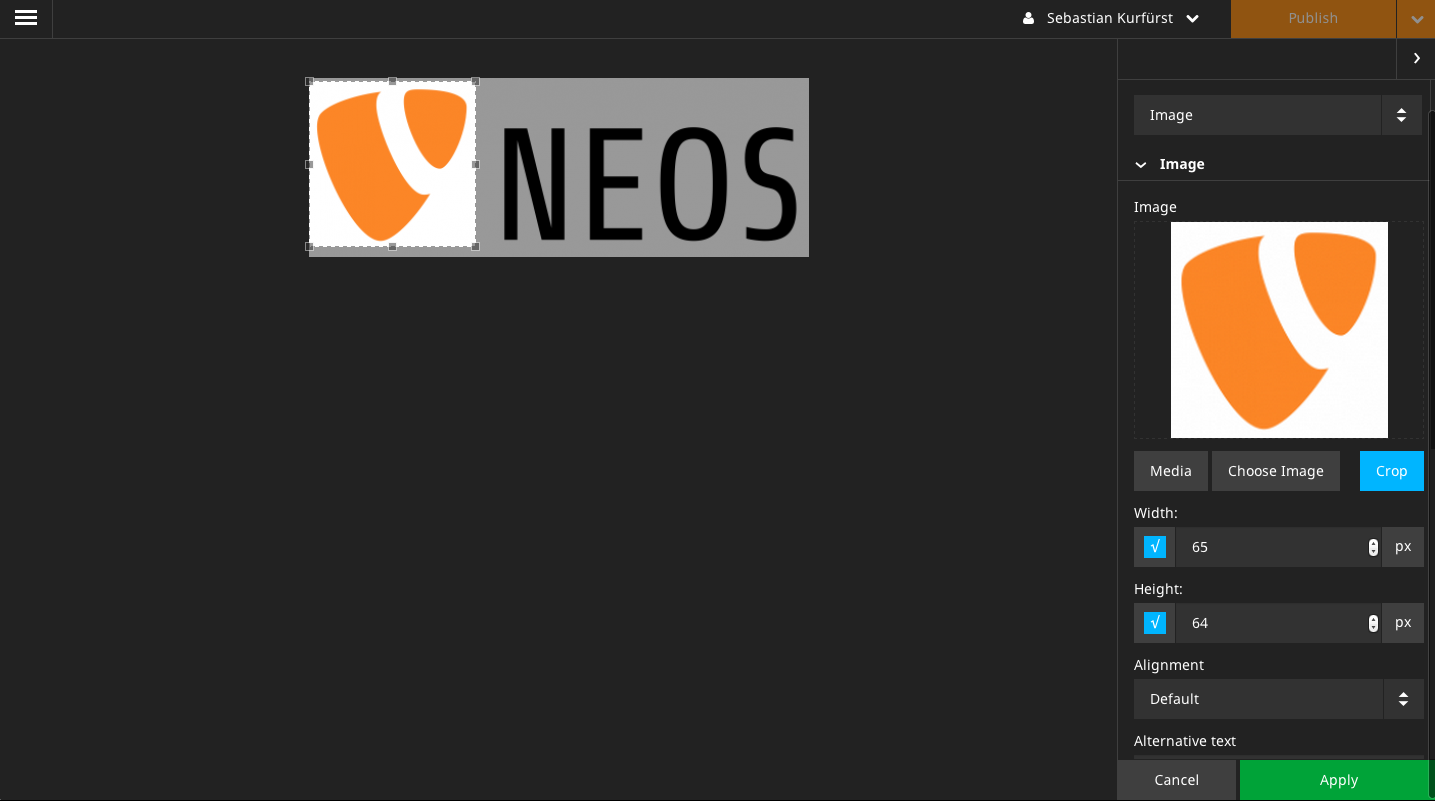 Sebastian Kurfürst
Publish
NEOS
Image
Image
Image
Media
Choose Image
Crop
Width:
√ 65 px
Height:
√ 64 px
Alignment
Default
Alternative text
Cancel
Apply